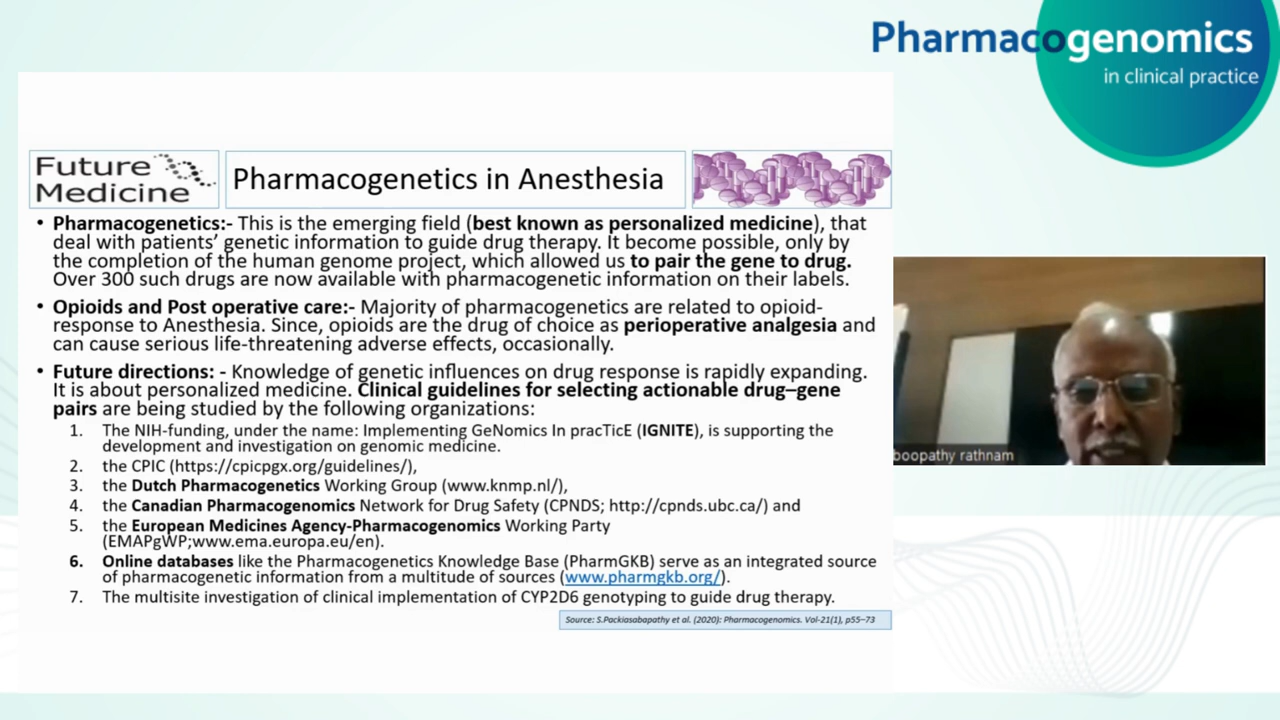 Pharmacogenomics
in clinical practice
Future
Medicine
Pharmacogenetics in Anesthesia
• Pharmacogenetics:- This is the emerging field (best known as personalized medicine), that
deal with patients’ genetic information to guide drug therapy. It become possible, only by
the completion of the human genome project, which allowed us to pair the gene to drug.
Over 300 such drugs are now available with pharmacogenetic information on their labels.
• Opioids and Post operative care:- Majority of pharmacogenetics are related to opioid-
response to Anesthesia. Since, opioids are the drug of choice as perioperative analgesia and
can cause serious life-threatening adverse effects, occasionally.
• Future directions: - Knowledge of genetic influences on drug response is rapidly expanding.
It is about personalized medicine. Clinical guidelines for selecting actionable drug–gene
pairs are being studied by the following organizations:
1. The NIH-funding, under the name: Implementing GeNomics In pracTicE (IGNITE), is supporting the
development and investigation on genomic medicine.
2. the CPIC (https://cpicpgx.org/guidelines/),
3. the Dutch Pharmacogenetics Working Group (www.knmp.nl/),
4. the Canadian Pharmacogenomics Network for Drug Safety (CPNDS; http://cpnds.ubc.ca/) and
5. the European Medicines Agency-Pharmacogenomics Working Party
(EMAPgWP;www.ema.europa.eu/en).
6. Online databases like the Pharmacogenetics Knowledge Base (PharmGKB) serve as an integrated source
of pharmacogenetic information from a multitude of sources (www.pharmgkb.org/).
7. The multisite investigation of clinical implementation of CYP2D6 genotyping to guide drug therapy.
Source: S.Packiasabapathy et al. (2020): Pharmacogenomics. Vol-21(1), p55–73
boopathy rathnam